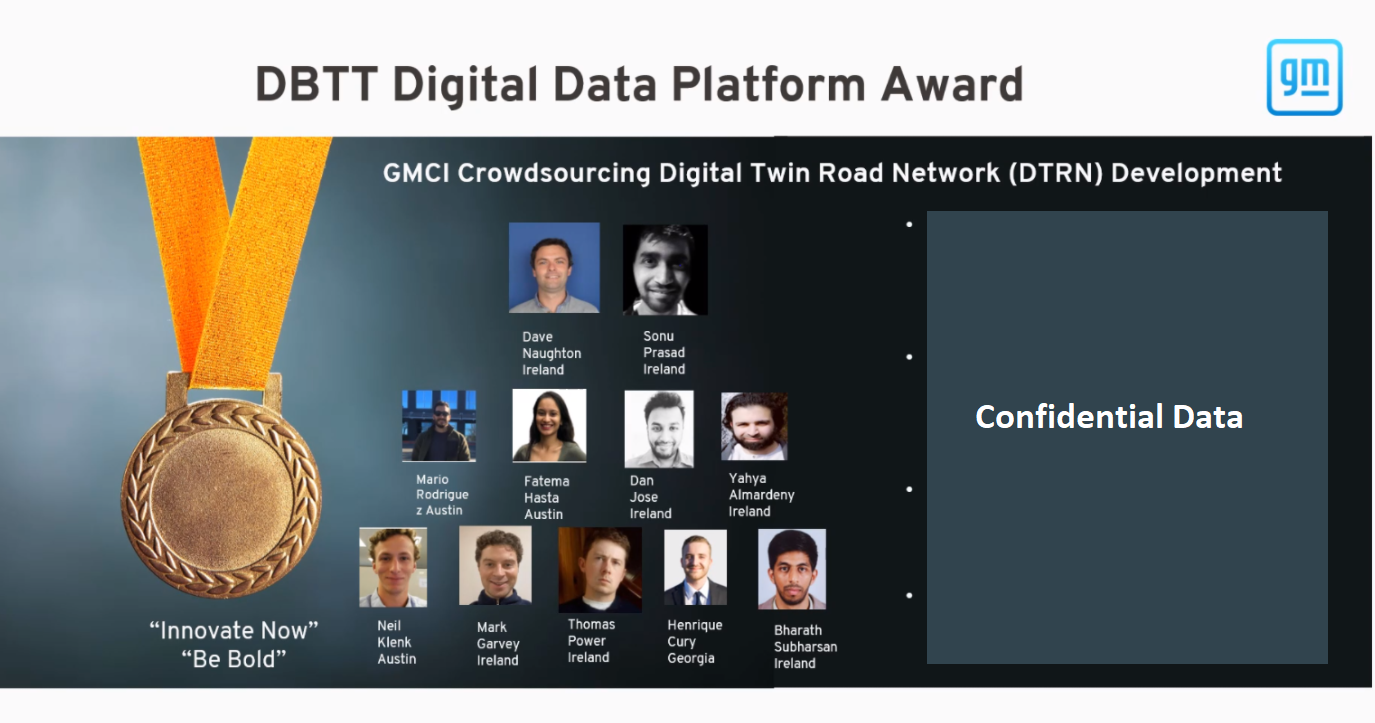 DBTT Digital Data Platform Award
gm
GMCI Crowdsourcing Digital Twin Road Network (DTRN) Development
Dave
Naughton
Ireland
Sonu
Prasad
Ireland
Mario
Rodrigue
z Austin
Fatema
Hasta
Austin
Dan
Jose
Ireland
Yahya
Almardeny
Ireland
Neil
Klenk
Austin
Mark
Garvey
Ireland
Thomas
Power
Ireland
Henrique
Cury
Georgia
Bharath
Subharsan
Ireland
“Innovate Now”
“Be Bold”
Confidential Data